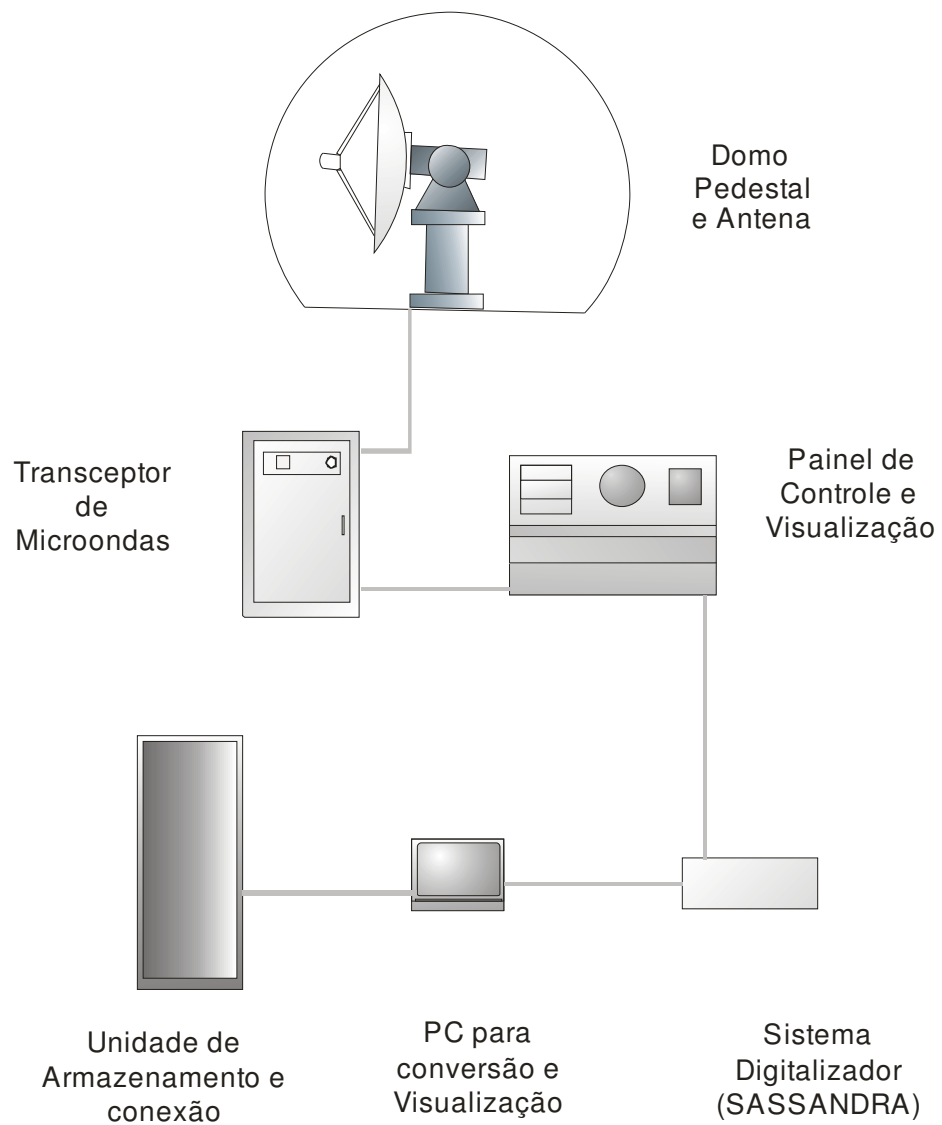 Domo
Pedestal
e Antena
Transceptor
de
Microondas
Painel de
Controle e
Visualização
Unidade de
Armazenamento e
conexão
PC para
conversão e
Visualização
Sistema
Digitalizador
(SASSANDRA)